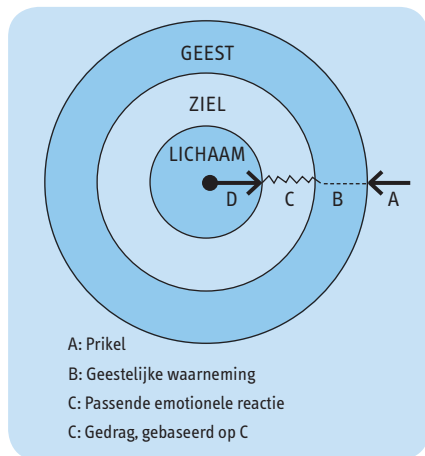 GEEST
ZIEL
LICHAAM
D C B A
A: Prikel
B: Geestelijke waarneming
C: Passende emotionele reactie
C: Gedrag, gebaseerd op C